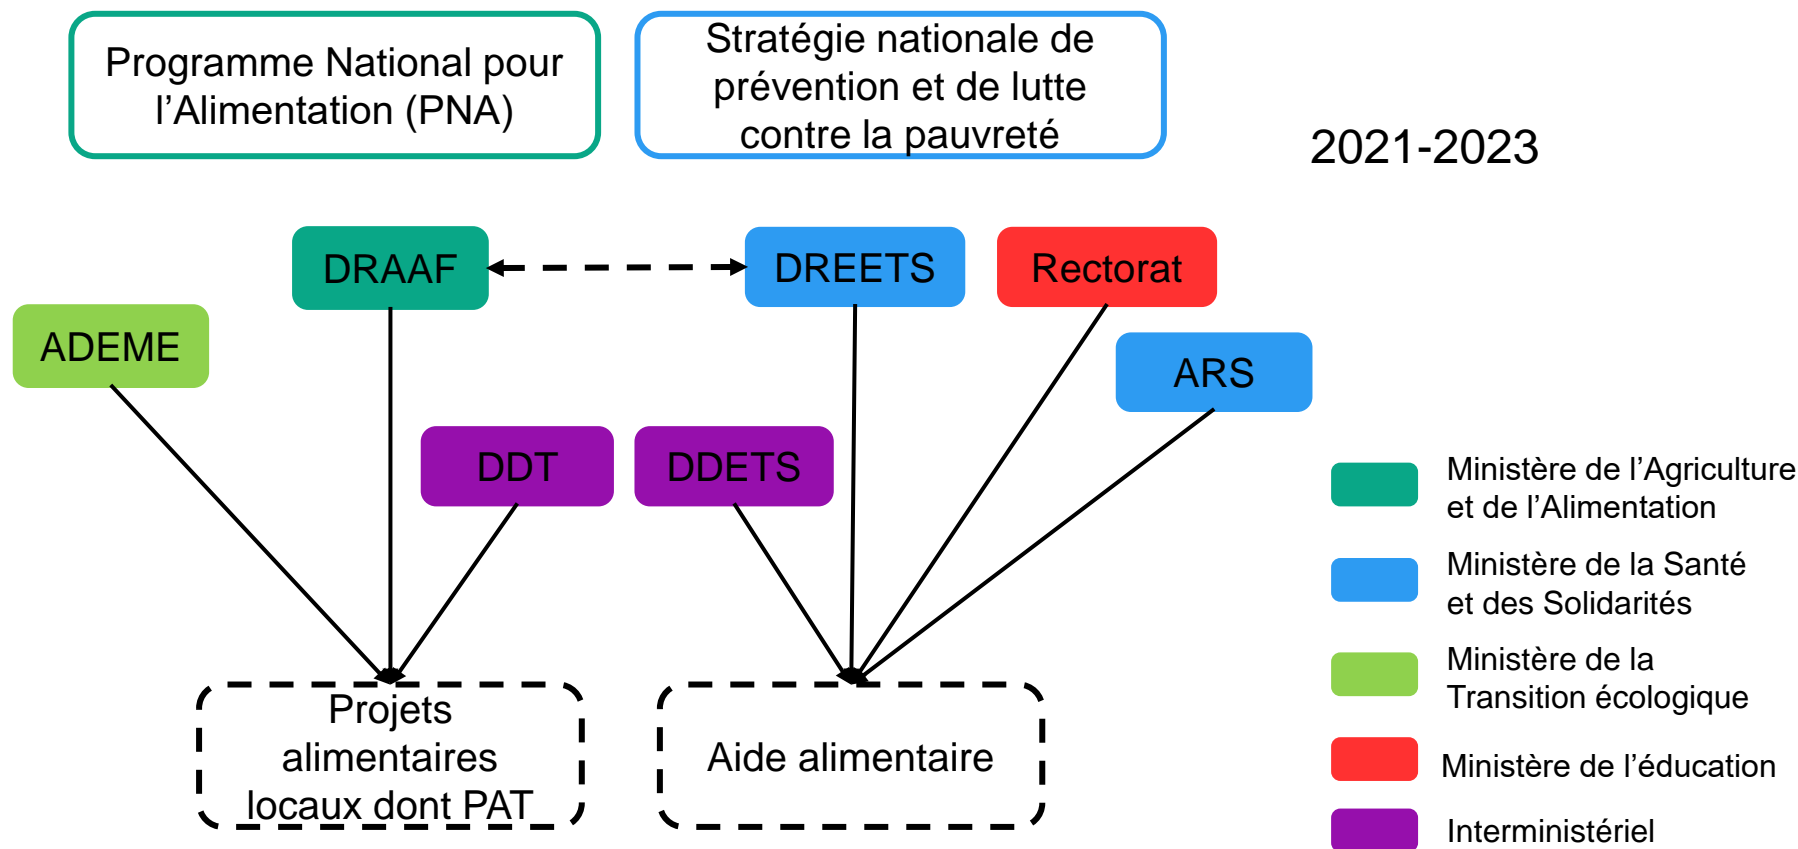 Programme National pour
l’Alimentation (PNA)
Stratégie nationale de
prévention et de lutte
contre la pauvreté
2021-2023
DRAAF
DREETS
Rectorat
ADEME
ARS
DDT
DDETS
Projets
alimentaires
locaux dont PAT
Aide alimentaire
Ministère de l’Agriculture
et de l’Alimentation
Ministère de la Santé
et des Solidarités
Ministère de la
Transition écologique
Ministère de l’éducation
Interministériel